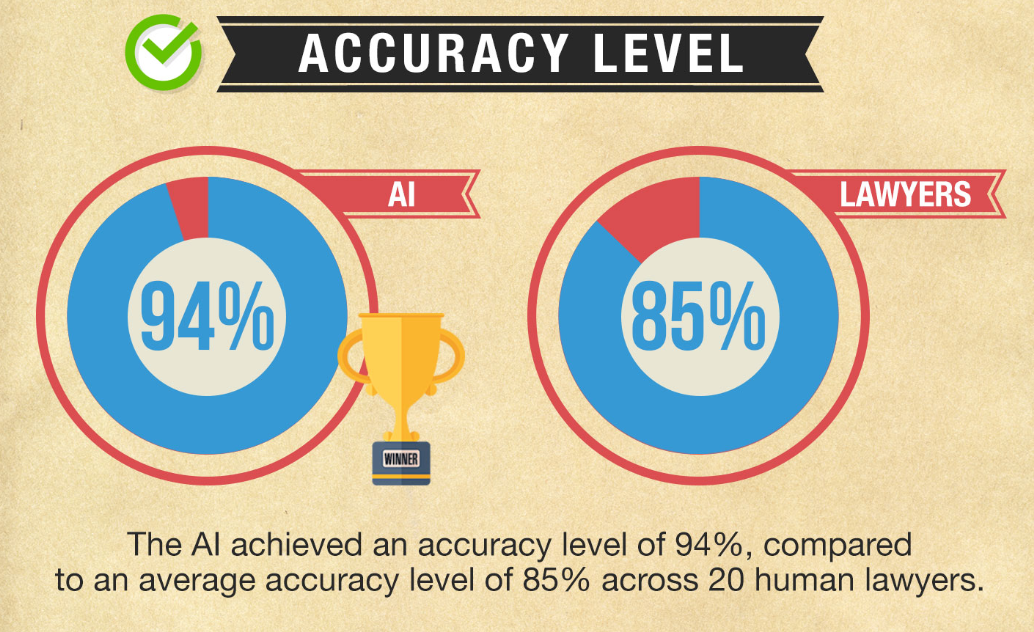 ACCURACY LEVEL
AI
LAWYERS
94%
85%
WINNER
The AI achieved an accuracy level of 94%, compared
to an average accuracy level of 85% across 20 human lawyers.